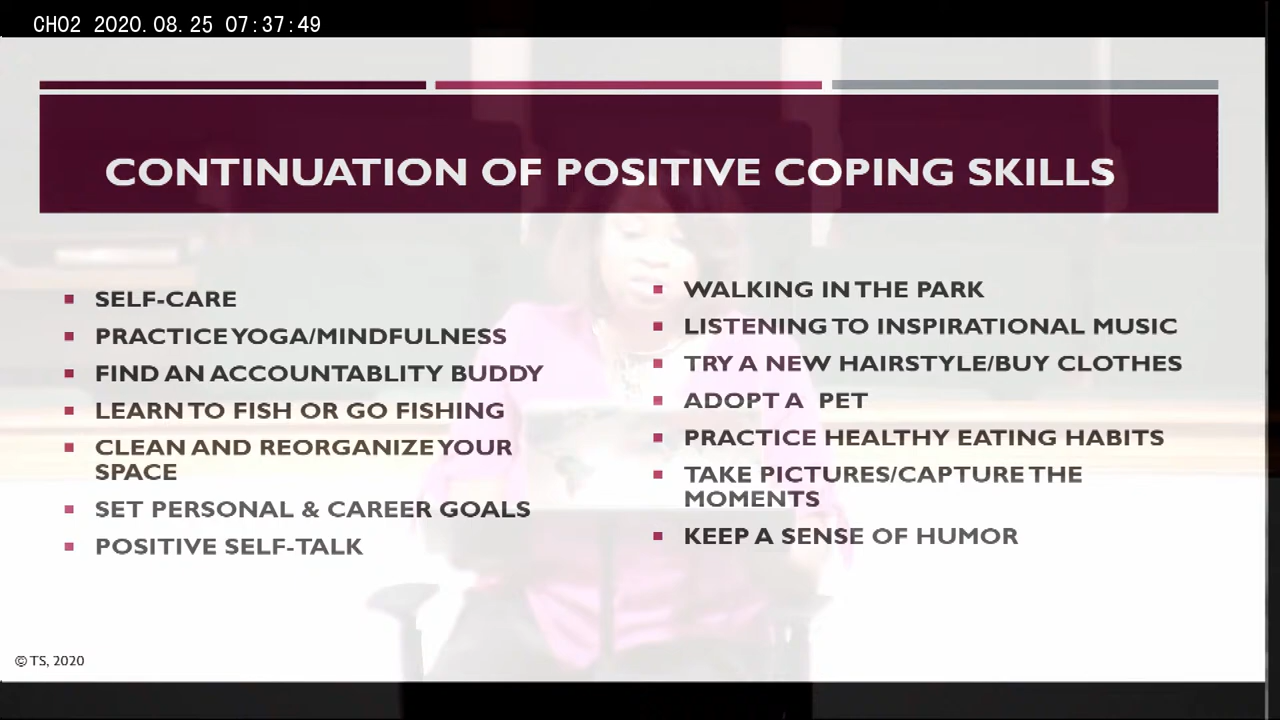 CH02 2020.08.25 07:37:49
CONTINUATION OF POSITIVE COPING SKILLS
SELF-CARE
PRACTICE YOGA/MINDFULNESS
FIND AN ACCOUNTABLITY BUDDY
LEARN TO FISH OR GO FISHING
CLEAN AND REORGANIZE YOUR
SPACE
SET PERSONAL & CAREER GOALS
POSITIVE SELF-TALK
WALKING IN THE PARK
LISTENING TO INSPIRATIONAL MUSIC
TRY A NEW HAIRSTYLE/BUY CLOTHES
ADOPT A PET
PRACTICE HEALTHY EATING HABITS
TAKE PICTURES/CAPTURE THE
MOMENTS
KEEP A SENSE OF HUMOR
© TS, 2020